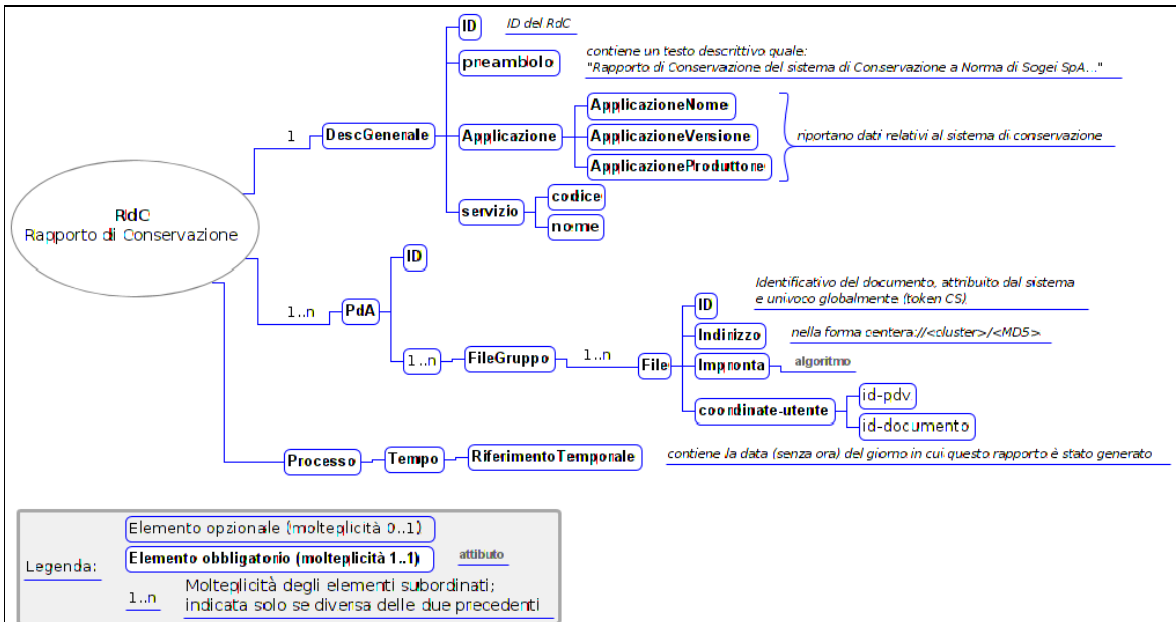 ID
ID del RdC
preambolo
contiene un testo descrittivo quale:
"Rapporto di Conservazione del sistema di Conservazione a Norma di Sogei SpA..."
1
DescGenerale
Applicazione
ApplicazioneNome
ApplicazioneVersione
ApplicazioneProduttore
riportano dati relativi al sistema di conservazione
servizio
codice
nome
RdC
Rapporto di Conservazione
1..n
PdA
ID
1..n
FileGruppo
1..n
File
ID
Identificativo del documento, attribuito dal sistema
e univoco globalmente (token CS)
Indirizzo
nella forma centera://<cluster>/<MD5>
Impronta
algoritmo
coordinate-utente
id-pdv
id-documento
Processo
Tempo
RiferimentoTemporale
contiene la data (senza ora) del giorno in cui questo rapporto è stato generato
Legenda:
Elemento opzionale (molteplicità 0..1)
Elemento obbligatorio (molteplicità 1..1)
attibuto
1..n
Molteplicità degli elementi subordinati;
indicata solo se diversa delle due precedenti